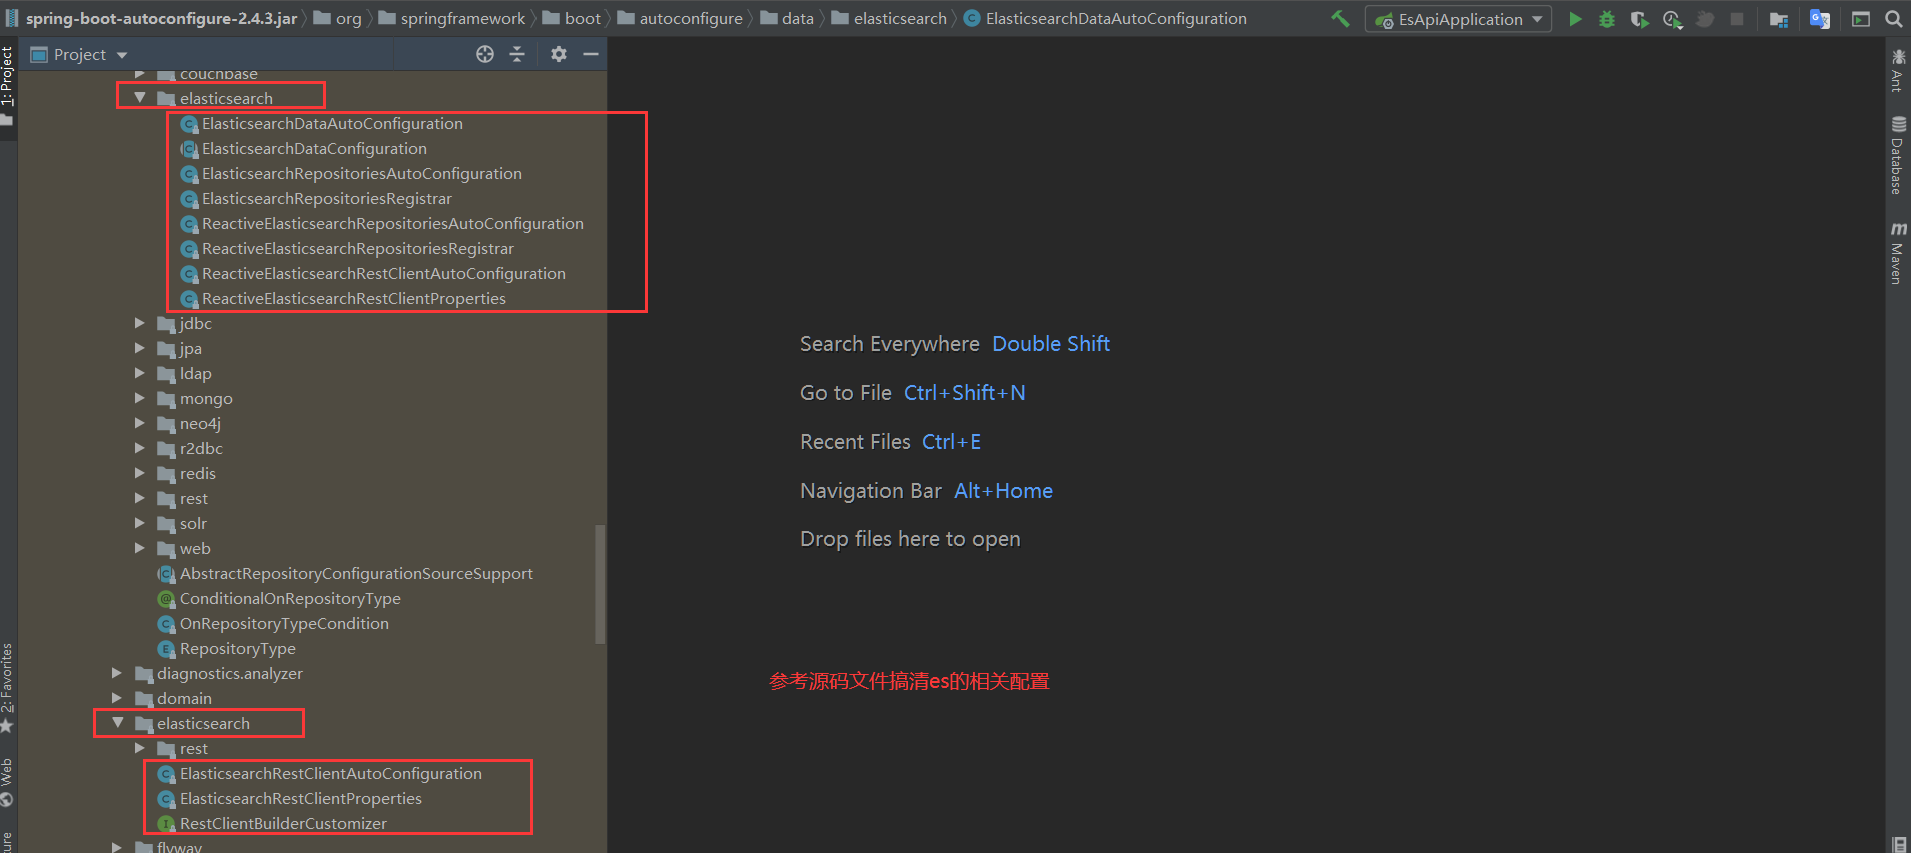 spring-boot-autoconfigure-2.4.3.jar org springframework boot autoconfigure data elasticsearch ElasticsearchDataAutoConfiguration EsApiApplication
Project
couchbase
elasticsearch
ElasticsearchDataAutoConfiguration
ElasticsearchDataConfiguration
ElasticsearchRepositoriesAutoConfiguration
ElasticsearchRepositoriesRegistrar
ReactiveElasticsearchRepositoriesAutoConfiguration
ReactiveElasticsearchRepositoriesRegistrar
ReactiveElasticsearchRestClientAutoConfiguration
ReactiveElasticsearchRestClientProperties
jdbc
jpa
ldap
mongo
neo4j
r2dbc
redis
rest
solr
web
AbstractRepositoryConfigurationSourceSupport
ConditionalOnRepositoryType
OnRepositoryTypeCondition
RepositoryType
diagnostics.analyzer
domain
elasticsearch
rest
ElasticsearchRestClientAutoConfiguration
ElasticsearchRestClientProperties
RestClientBuilderCustomizer
flyway
1: Project
2: Favorites
Web
Search Everywhere Double Shift
Go to File Ctrl+Shift+N
Recent Files Ctrl+E
Navigation Bar Alt+Home
Drop files here to open
参考源码文件搞清es的相关配置
Ant
Database
Maven